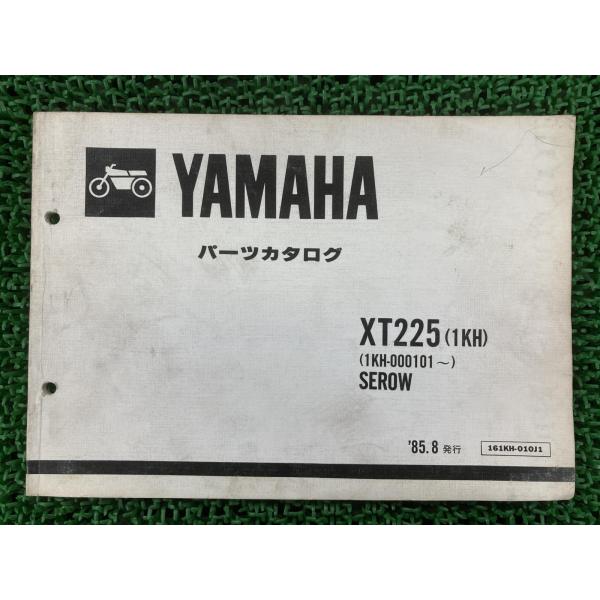 YAMAHA
パーツカタログ
XT225 (1KH)
(1KH-000101～)
SEROW
'85.8 発行
161KH-010J1